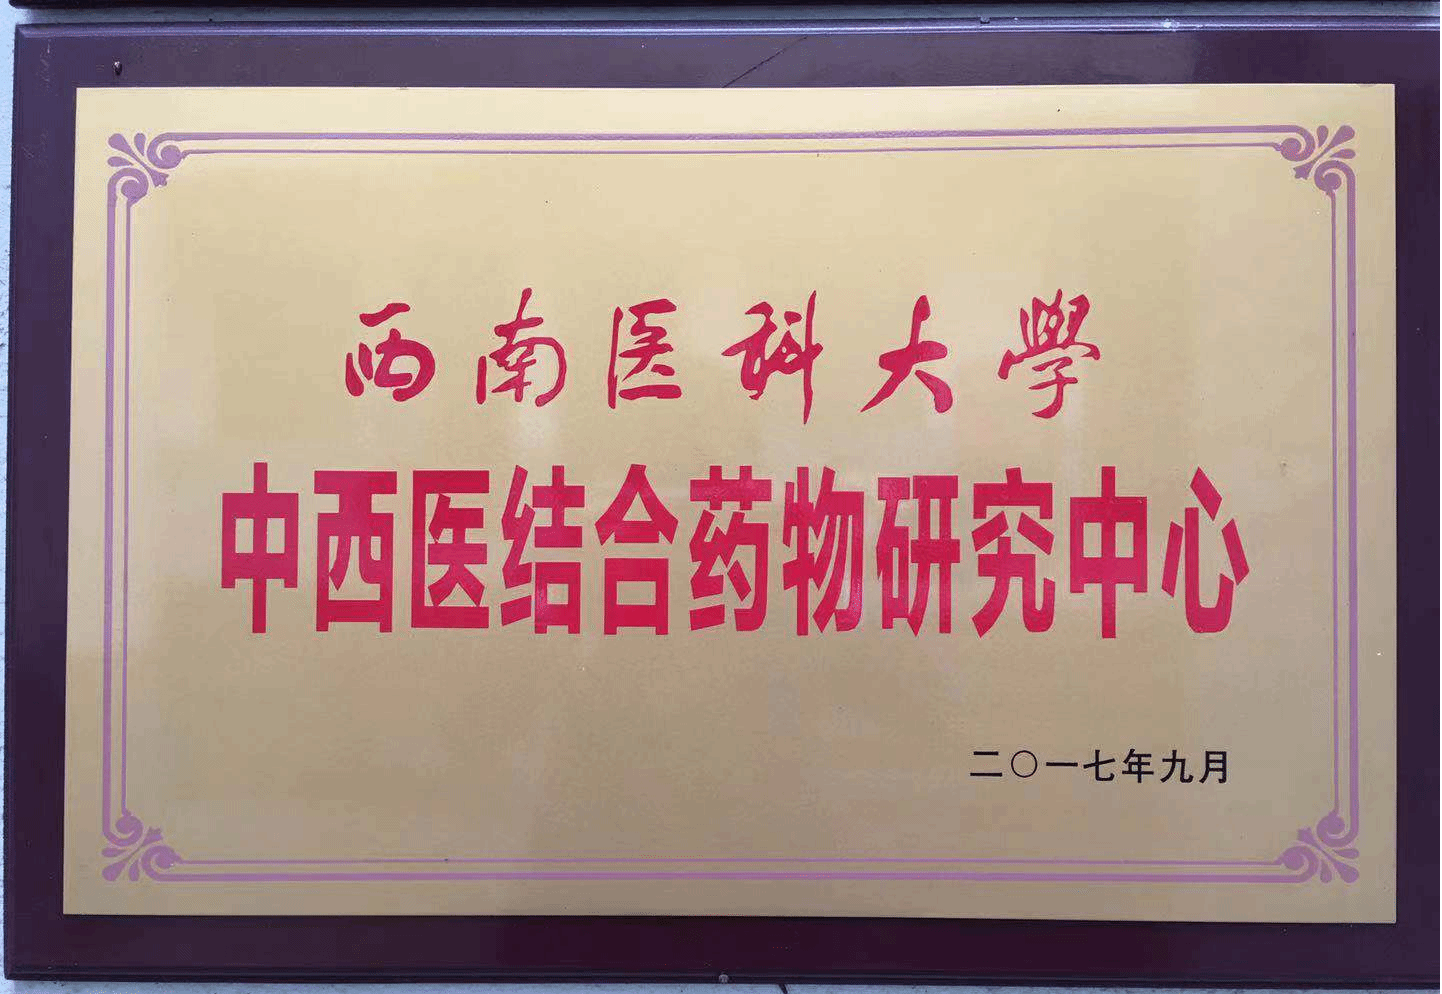 西南医科大學
中西医结合药物研究中心
二〇一七年九月